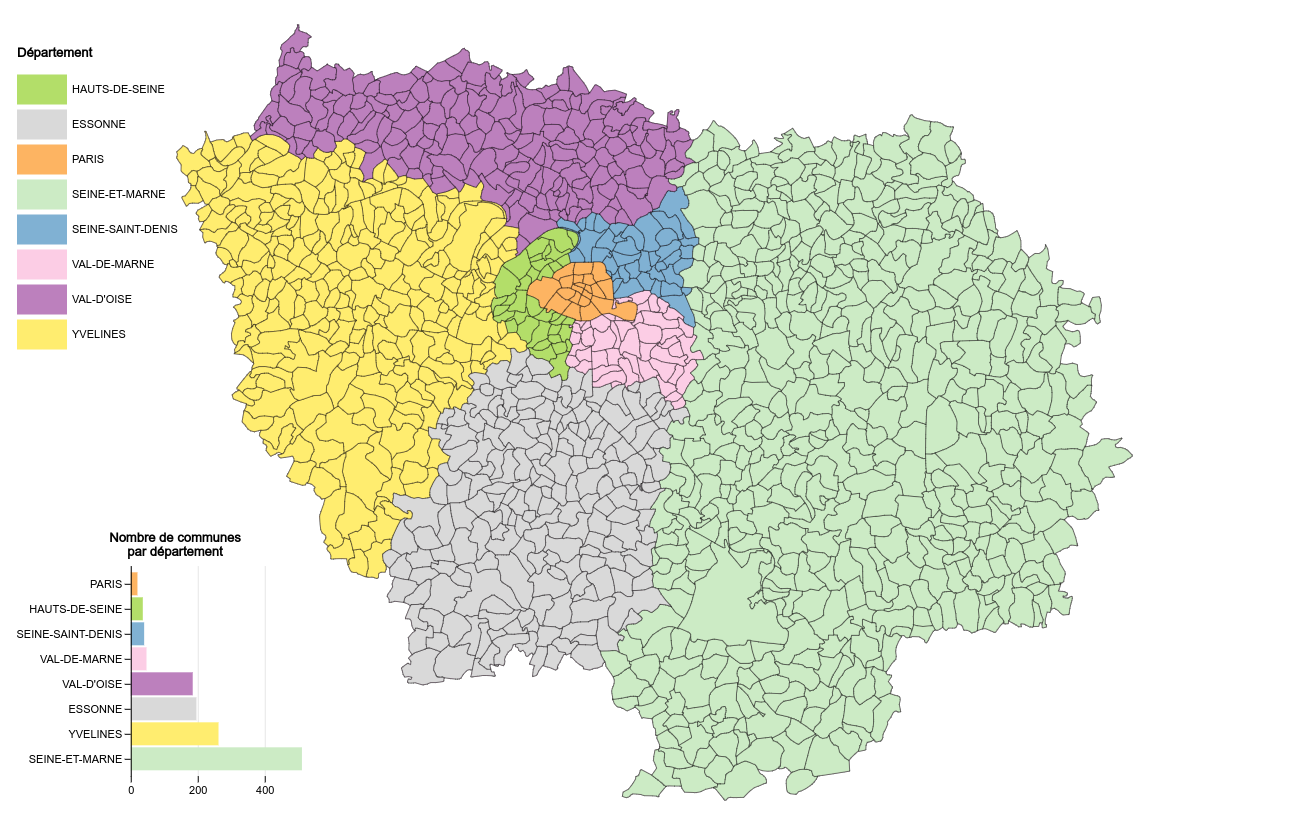 Département
HAUTS-DE-SEINE
ESSONNE
PARIS
SEINE-ET-MARNE
SEINE-SAINT-DENIS
VAL-DE-MARNE
VAL-D'OISE
YVELINES
Nombre de communes
par département
PARIS
HAUTS-DE-SEINE
SEINE-SAINT-DENIS
VAL-DE-MARNE
VAL-D'OISE
ESSONNE
YVELINES
SEINE-ET-MARNE
0 200 400